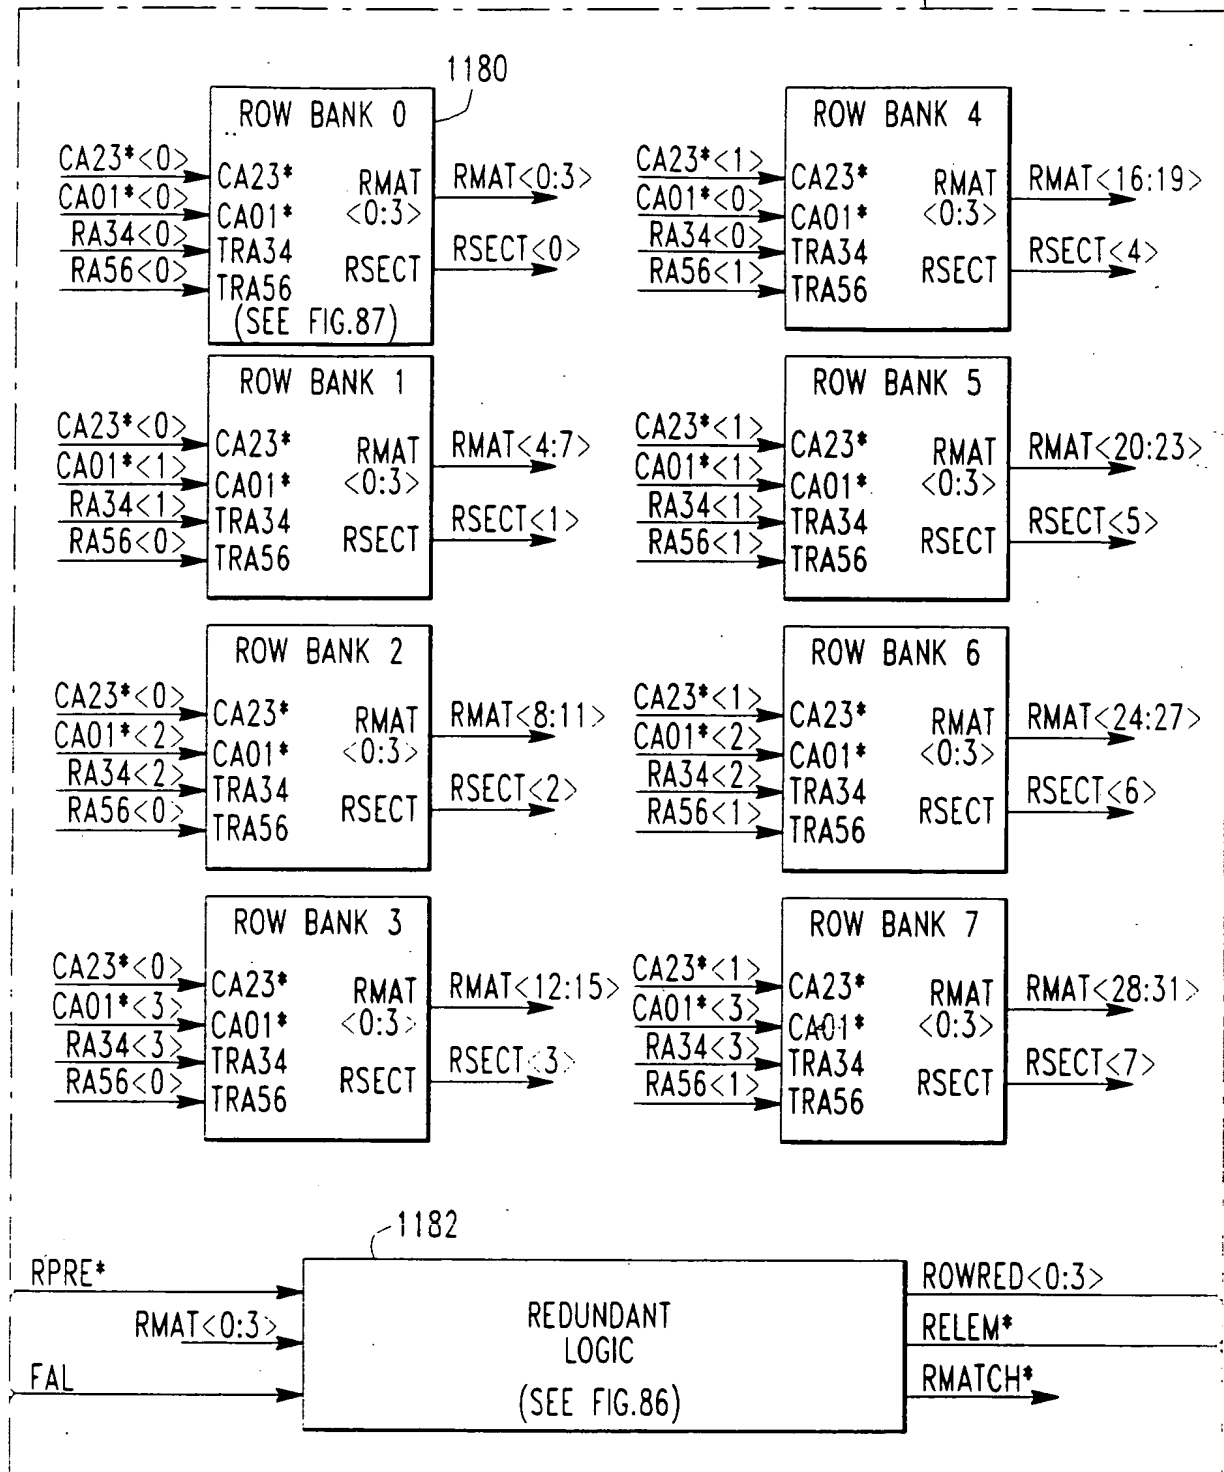 1180
ROW BANK 0
CA23*<0>
CA01*<0>
RA34<0>
RA56<0>
CA23*
CA01*
TRA34
TRA56
RMAT
<0:3>
RSECT
(SEE FIG.87)
RMAT<0:3>
RSECT<0>
ROW BANK 4
CA23*<1>
CA01*<0>
RA34<0>
RA56<1>
CA23*
CA01*
TRA34
TRA56
RMAT
<0:3>
RSECT
RMAT<16:19>
RSECT<4>
ROW BANK 1
CA23*<0>
CA01*<1>
RA34<1>
RA56<0>
CA23*
CA01*
TRA34
TRA56
RMAT
<0:3>
RSECT
RMAT<4:7>
RSECT<1>
ROW BANK 5
CA23*<1>
CA01*<1>
RA34<1>
RA56<1>
CA23*
CA01*
TRA34
TRA56
RMAT
<0:3>
RSECT
RMAT<20:23>
RSECT<5>
ROW BANK 2
CA23*<0>
CA01*<2>
RA34<2>
RA56<0>
CA23*
CA01*
TRA34
TRA56
RMAT
<0:3>
RSECT
RMAT<8:11>
RSECT<2>
ROW BANK 6
CA23*<1>
CA01*<2>
RA34<2>
RA56<1>
CA23*
CA01*
TRA34
TRA56
RMAT
<0:3>
RSECT
RMAT<24:27>
RSECT<6>
ROW BANK 3
CA23*<0>
CA01*<3>
RA34<3>
RA56<0>
CA23*
CA01*
TRA34
TRA56
RMAT
<0:3>
RSECT
RMAT<12:15>
RSECT<3>
ROW BANK 7
CA23*<1>
CA01*<3>
RA34<3>
RA56<1>
CA23*
CA01*
TRA34
TRA56
RMAT
<0:3>
RSECT
RMAT<28:31>
RSECT<7>
1182
RPRE*
RMAT<0:3>
FAL
REDUNDANT
LOGIC
(SEE FIG.86)
ROWRED<0:3>
RELEM*
RMATCH*